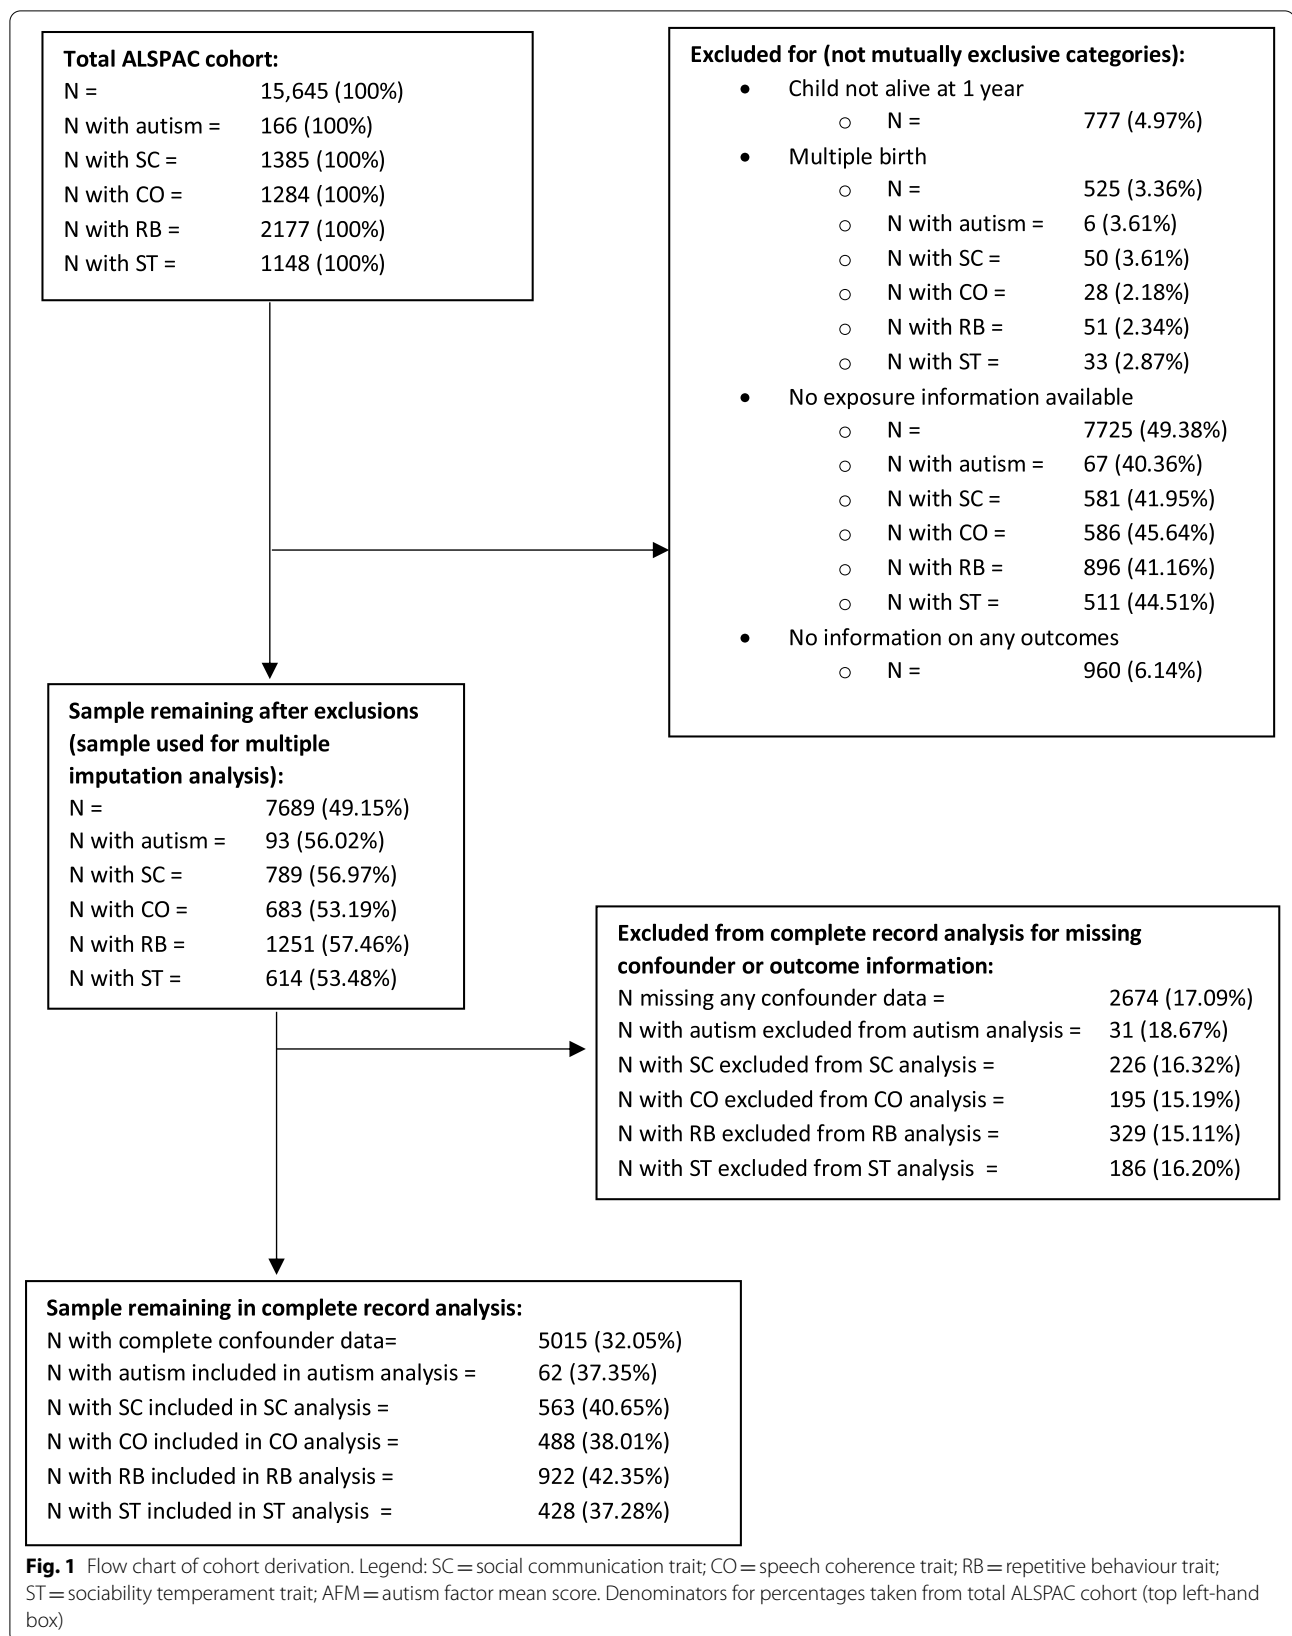 Total ALSPAC cohort:
N = 15,645 (100%)
N with autism = 166 (100%)
N with SC = 1385 (100%)
N with CO = 1284 (100%)
N with RB = 2177 (100%)
N with ST = 1148 (100%)
Excluded for (not mutually exclusive categories):
• Child not alive at 1 year
o N = 777 (4.97%)
• Multiple birth
o N = 525 (3.36%)
o N with autism = 6 (3.61%)
o N with SC = 50 (3.61%)
o N with CO = 28 (2.18%)
o N with RB = 51 (2.34%)
o N with ST = 33 (2.87%)
• No exposure information available
o N = 7725 (49.38%)
o N with autism = 67 (40.36%)
o N with SC = 581 (41.95%)
o N with CO = 586 (45.64%)
o N with RB = 896 (41.16%)
o N with ST = 511 (44.51%)
• No information on any outcomes
o N = 960 (6.14%)
Sample remaining after exclusions
(sample used for multiple
imputation analysis):
N = 7689 (49.15%)
N with autism = 93 (56.02%)
N with SC = 789 (56.97%)
N with CO = 683 (53.19%)
N with RB = 1251 (57.46%)
N with ST = 614 (53.48%)
Excluded from complete record analysis for missing
confounder or outcome information:
N missing any confounder data = 2674 (17.09%)
N with autism excluded from autism analysis = 31 (18.67%)
N with SC excluded from SC analysis = 226 (16.32%)
N with CO excluded from CO analysis = 195 (15.19%)
N with RB excluded from RB analysis = 329 (15.11%)
N with ST excluded from ST analysis = 186 (16.20%)
Sample remaining in complete record analysis:
N with complete confounder data= 5015 (32.05%)
N with autism included in autism analysis = 62 (37.35%)
N with SC included in SC analysis = 563 (40.65%)
N with CO included in CO analysis = 488 (38.01%)
N with RB included in RB analysis = 922 (42.35%)
N with ST included in ST analysis = 428 (37.28%)
Fig. 1 Flow chart of cohort derivation. Legend: SC = social communication trait; CO = speech coherence trait; RB = repetitive behaviour trait;
ST = sociability temperament trait; AFM = autism factor mean score. Denominators for percentages taken from total ALSPAC cohort (top left-hand
box)